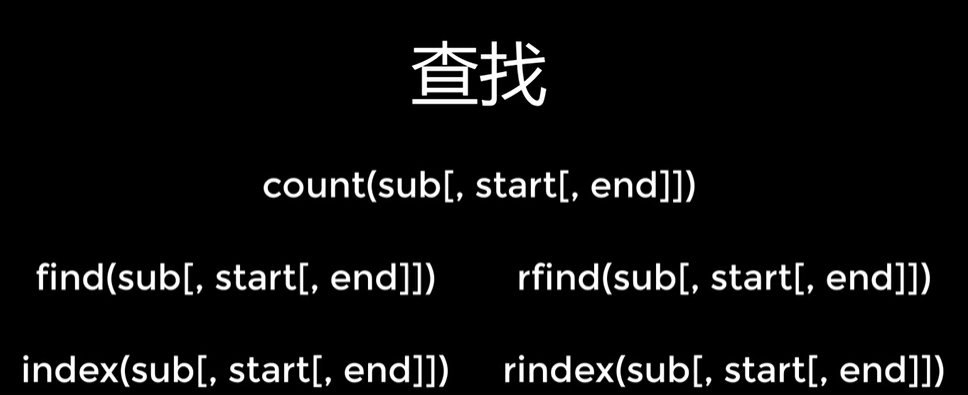 查找
count(sub[, start[, end]])
find(sub[, start[, end]]) rfind(sub[, start[, end]])
index(sub[, start[, end]]) rindex(sub[, start[, end]])